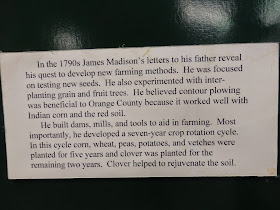 In the 1790s James Madison's letters to his father reveal
his quest to develop new farming methods. He was focused
on testing new seeds. He also experimented with inter-
planting grain and fruit trees. He believed contour plowing
was beneficial to Orange County because it worked well with
Indian corn and the red soil.
He built dams, mills, and tools to aid in farming. Most
importantly, he developed a seven-year crop rotation cycle.
In this cycle corn, wheat, peas, potatoes, and vetches were
planted for five years and clover was planted for the
remaining two years. Clover helped to rejuvenate the soil.